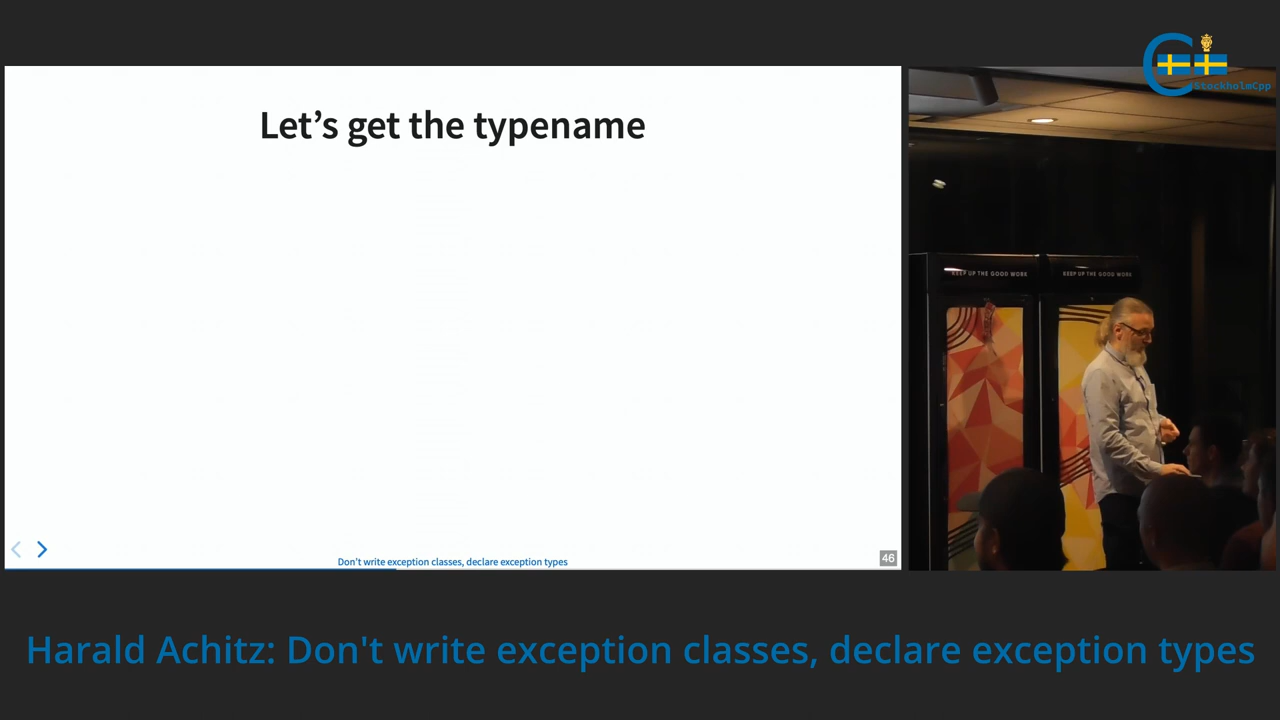 StockholmCpp
Let's get the typename
KEEP UP THE GOOD WORK
KEEP UP THE GOOD WORK
Don't write exception classes, declare exception types
46
Harald Achitz: Don't write exception classes, declare exception types